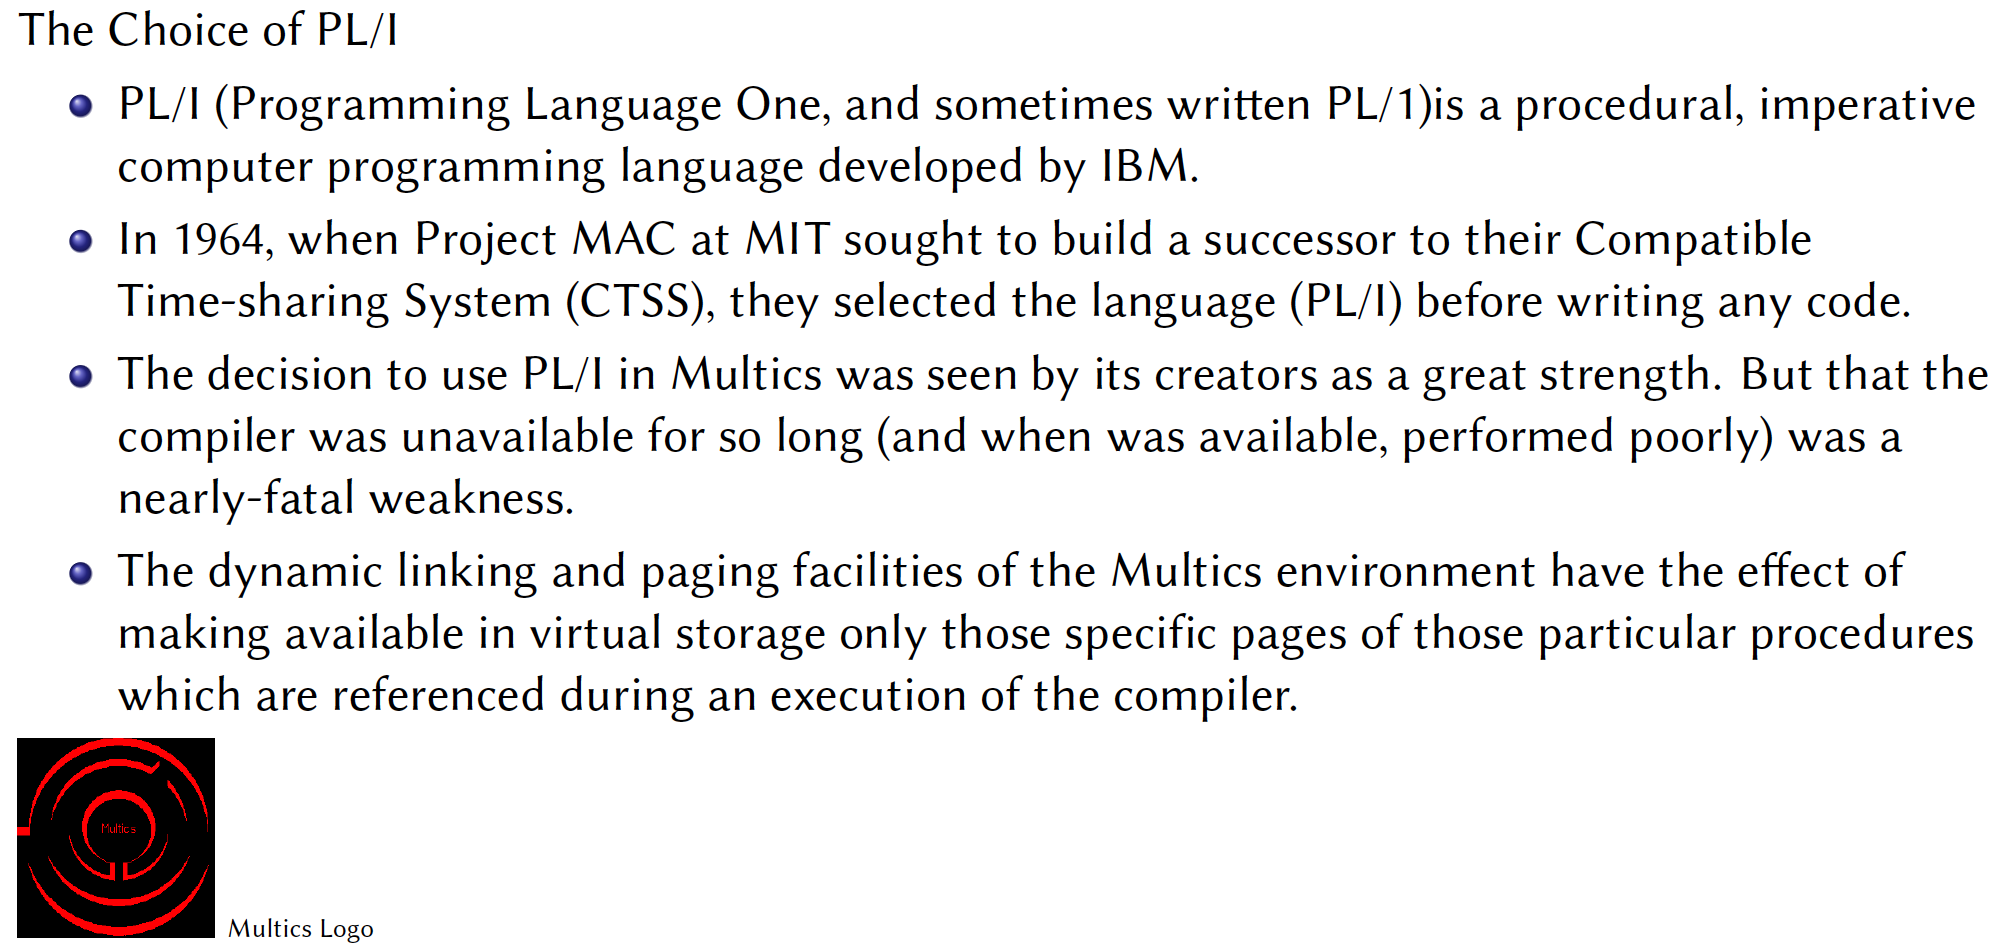 The Choice of PL/I
PL/I (Programming Language One, and sometimes written PL/1)is a procedural, imperative
computer programming language developed by IBM.
In 1964, when Project MAC at MIT sought to build a successor to their Compatible
Time-sharing System (CTSS), they selected the language (PL/I) before writing any code.
The decision to use PL/I in Multics was seen by its creators as a great strength. But that the
compiler was unavailable for so long (and when was available, performed poorly) was a
nearly-fatal weakness.
The dynamic linking and paging facilities of the Multics environment have the effect of
making available in virtual storage only those specific pages of those particular procedures
which are referenced during an execution of the compiler.
Multics
Multics Logo